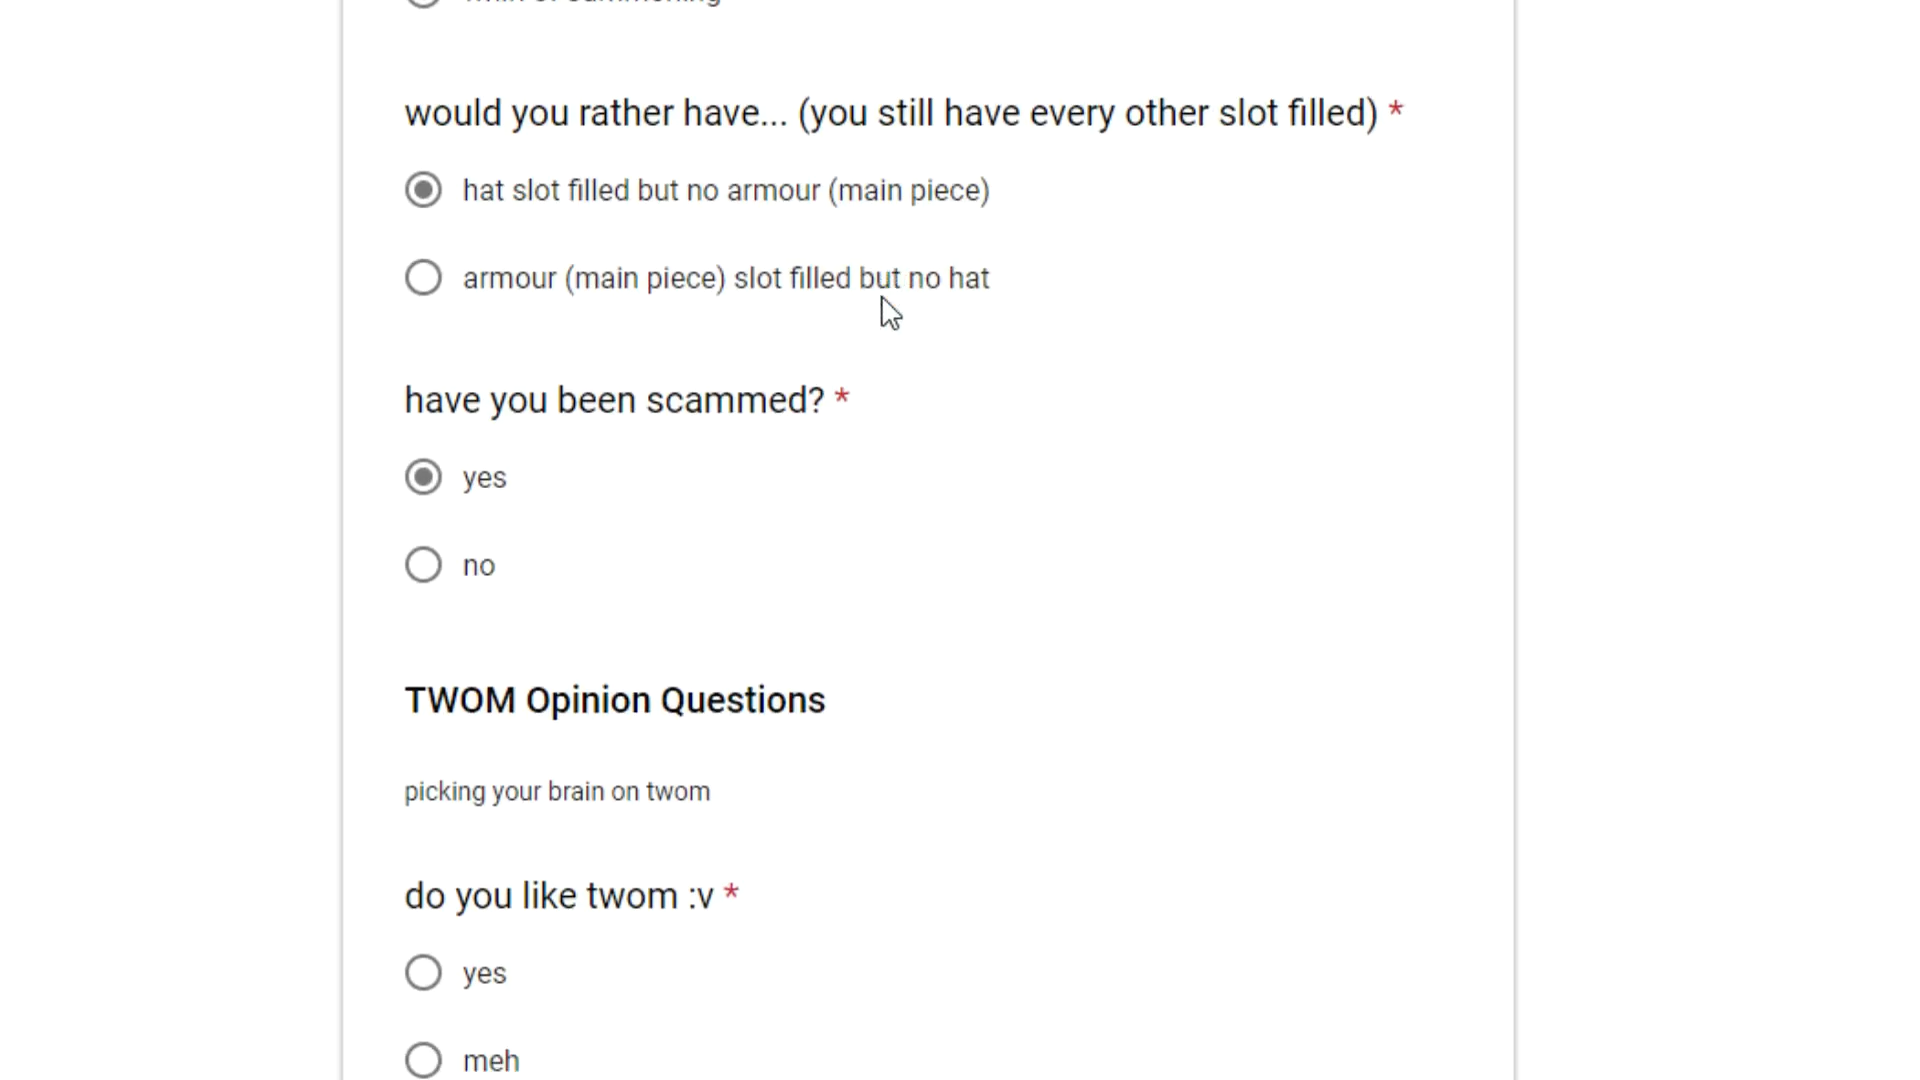 would you rather have... (you still have every other slot filled) *
hat slot filled but no armour (main piece)
armour (main piece) slot filled but no hat
have you been scammed? *
yes
no
TWOM Opinion Questions
picking your brain on twom
do you like twom :v *
yes
meh